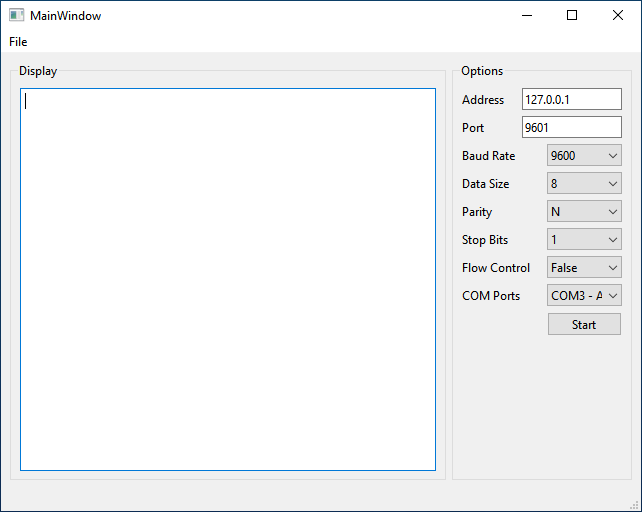 MainWindow
File
Display
Options
Address 127.0.0.1
Port 9601
Baud Rate 9600
Data Size 8
Parity N
Stop Bits 1
Flow Control False
COM Ports COM3 - A
Start